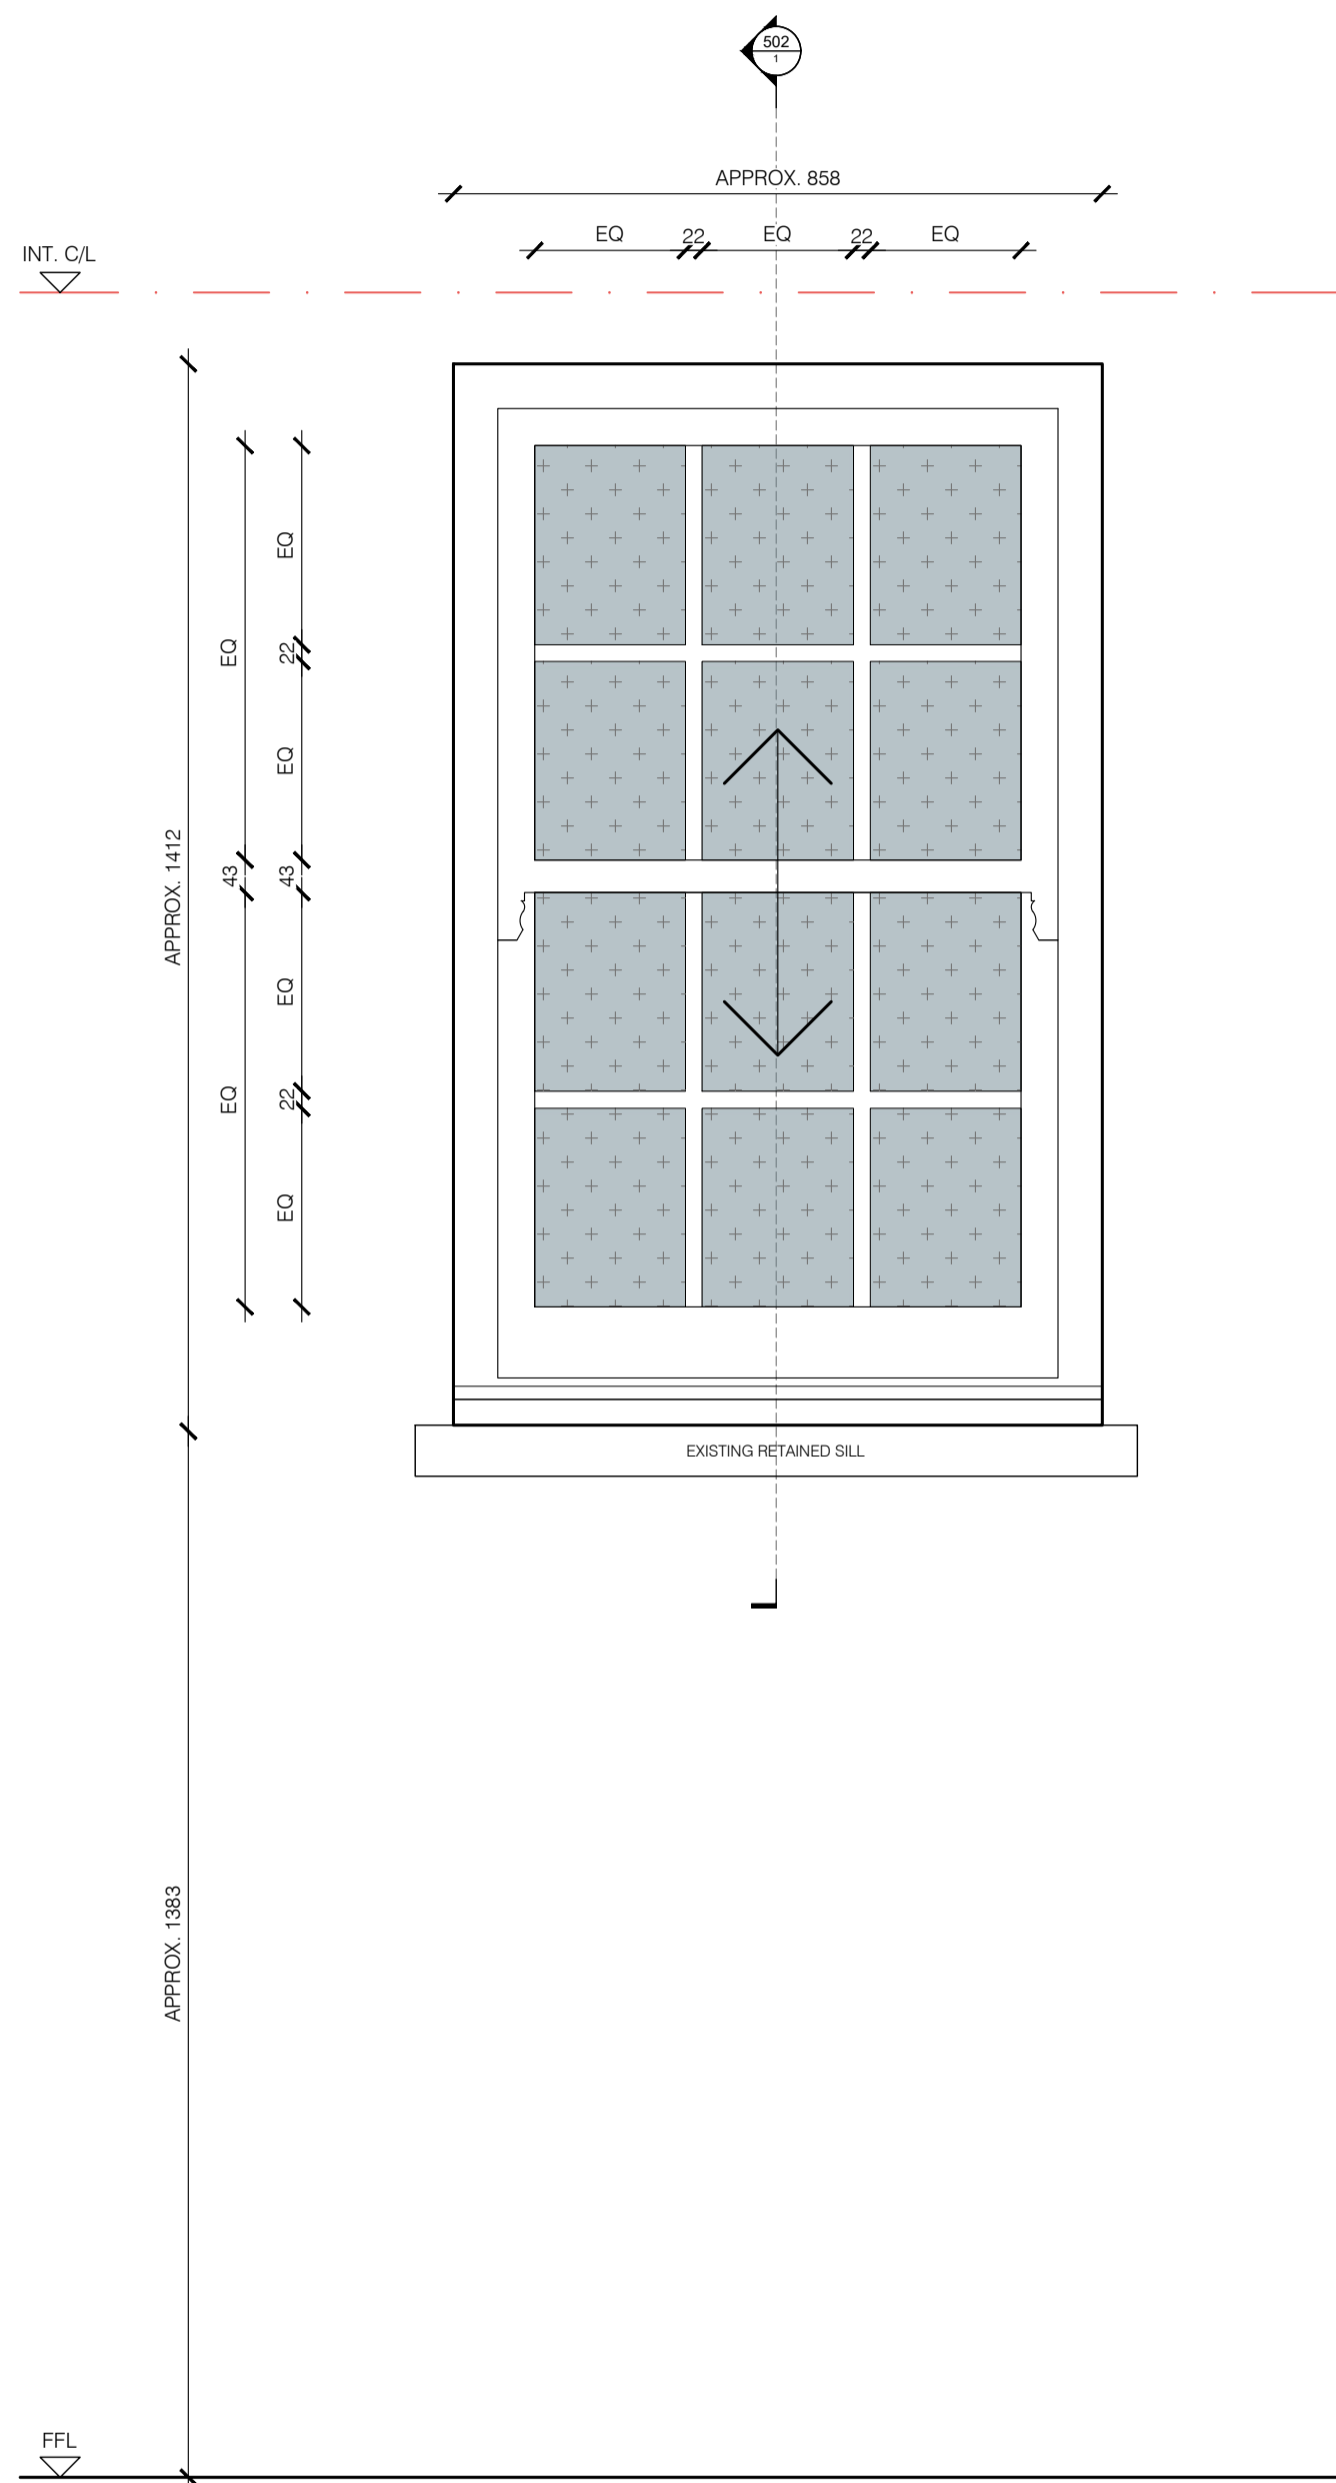 502
1
APPROX. 858
EQ 22 EQ 22 EQ
INT. C/L
EQ
22
EQ
EQ
APPROX. 1412
43
43
EQ
22
EQ
EQ
EXISTING RETAINED SILL
APPROX. 1383
FFL